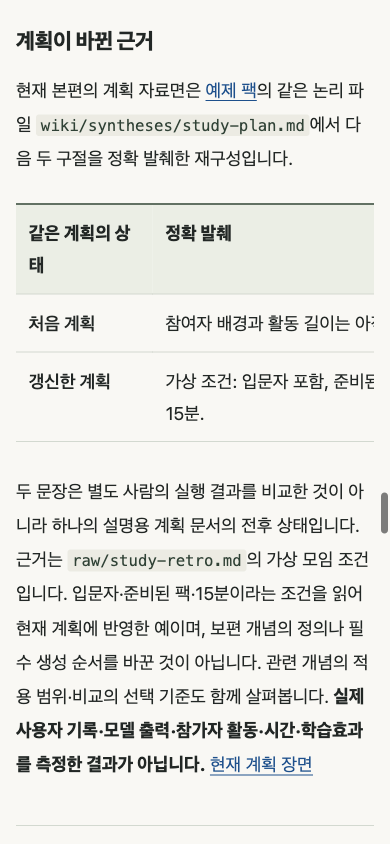 계획이 바뀐 근거
현재 본편의 계획 자료면은 예제 팩의 같은 논리 파
일 wiki/syntheses/study-plan.md 에서 다
음 두 구절을 정확 발췌한 재구성입니다.
같은 계획의 상
태
정확 발췌
처음 계획
참여자 배경과 활동 길이는
갱신한 계획
가상 조건: 입문자 포함,
15분.
두 문장은 별도 사람의 실행 결과를 비교한 것이 아
니라 하나의 설명용 계획 문서의 전후 상태입니다.
근거는 raw/study-retro.md 의 가상 모임 조건
입니다. 입문자·준비된 팩·15분이라는 조건을 읽어
현재 계획에 반영한 예이며, 보편 개념의 정의나 필
수 생성 순서를 바꾼 것이 아닙니다. 관련 개념의 적
용 범위·비교의 선택 기준도 함께 살펴봅니다. 실제
사용자 기록·모델 출력·참가자 활동·시간·학습효과
를 측정한 결과가 아닙니다. 현재 계획 장면